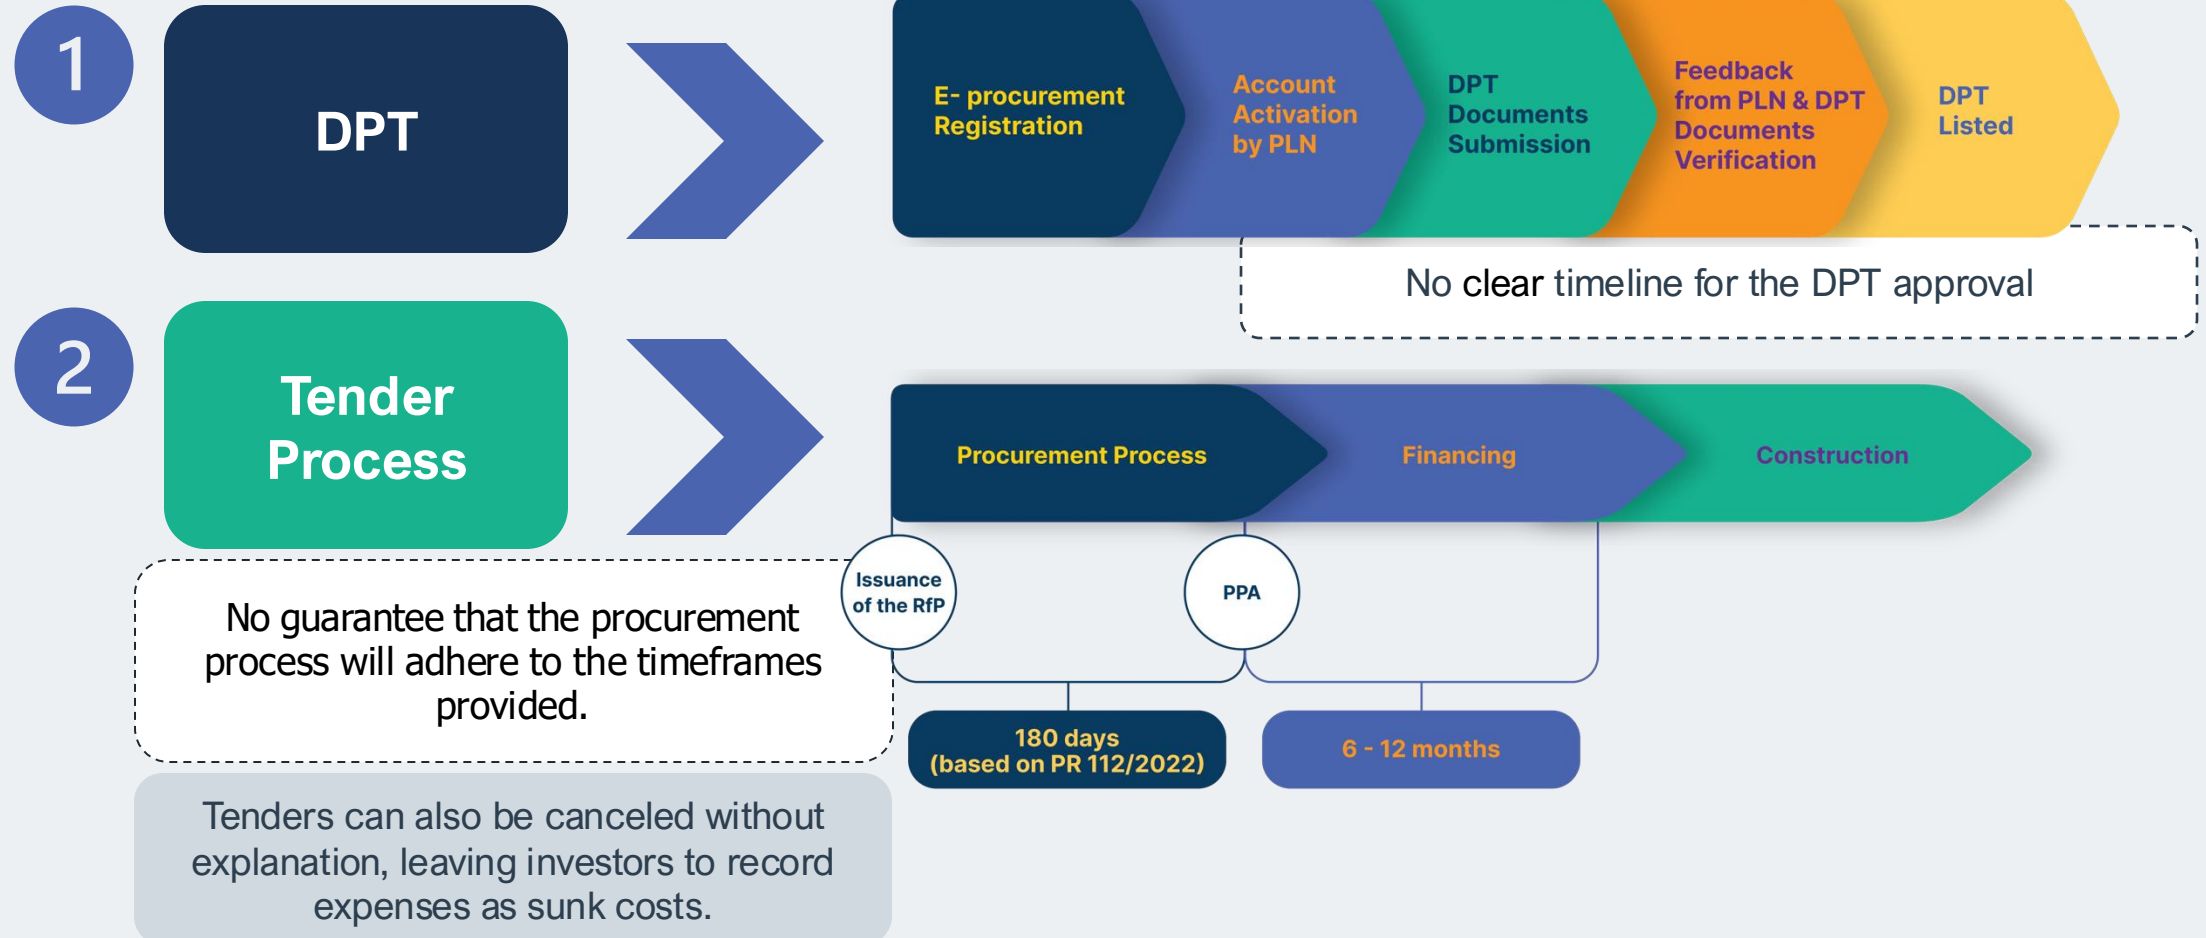 1
DPT
E- procurement
Registration
Account
Activation
by PLN
DPT
Documents
Submission
Feedback
from PLN & DPT
Documents
Verification
DPT
Listed
No clear timeline for the DPT approval
2
Tender
Process
Procurement Process
Financing
Construction
Issuance
of the RfP
PPA
180 days
(based on PR 112/2022)
6 - 12 months
No guarantee that the procurement
process will adhere to the timeframes
provided.
Tenders can also be canceled without
explanation, leaving investors to record
expenses as sunk costs.